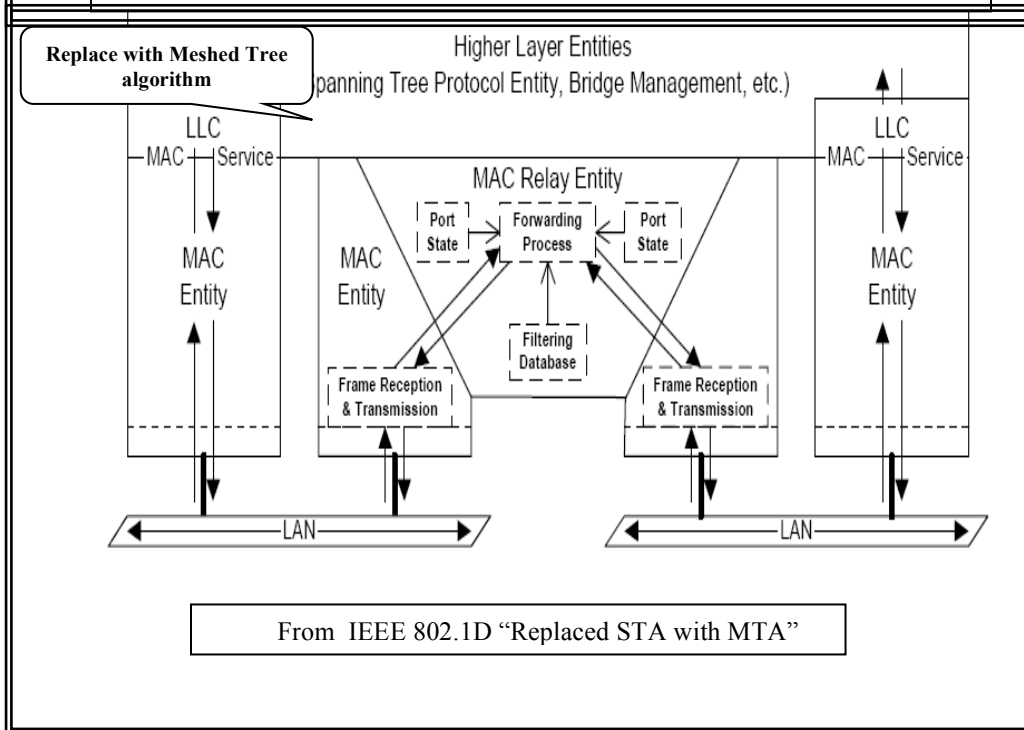 Replace with Meshed Tree
algorithm
Higher Layer Entities
panning Tree Protocol Entity, Bridge Management, etc.)
LLC
MAC Service
MAC
Entity
MAC
Entity
MAC Relay Entity
Port
State
Forwarding
Process
Port
State
Filtering
Database
Frame Reception
& Transmission
Frame Reception
& Transmission
LLC
MAC Service
MAC
Entity
LAN
LAN
From IEEE 802.1D “Replaced STA with MTA”